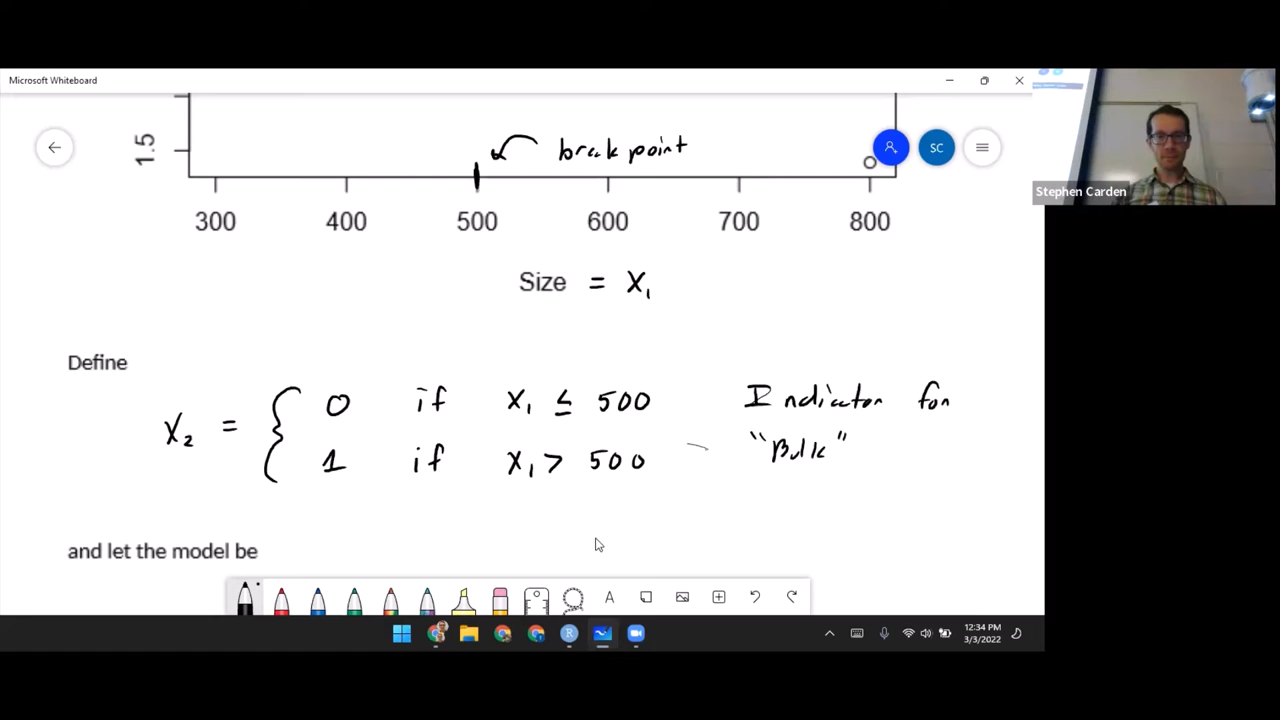 Microsoft Whiteboard
1.5
break point
SC
Stephen Carden
300 400 500 600 700 800
Size = X₁
Define
X₂ = { 0 if X₁ ≤ 500
1 if X₁ > 500
Indicator for
"Bulk"
and let the model be
A
12:34 PM
3/3/2022